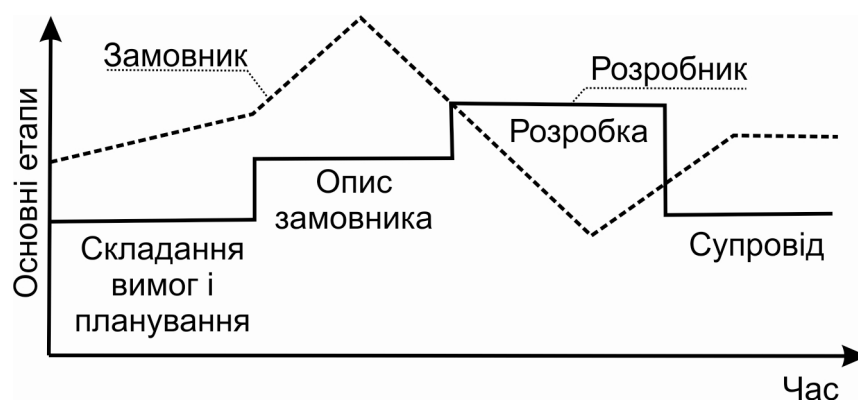 Основні етапи
Замовник
Розробник
Розробка
Опис
замовника
Складання
вимог і
планування
Супровід
Час